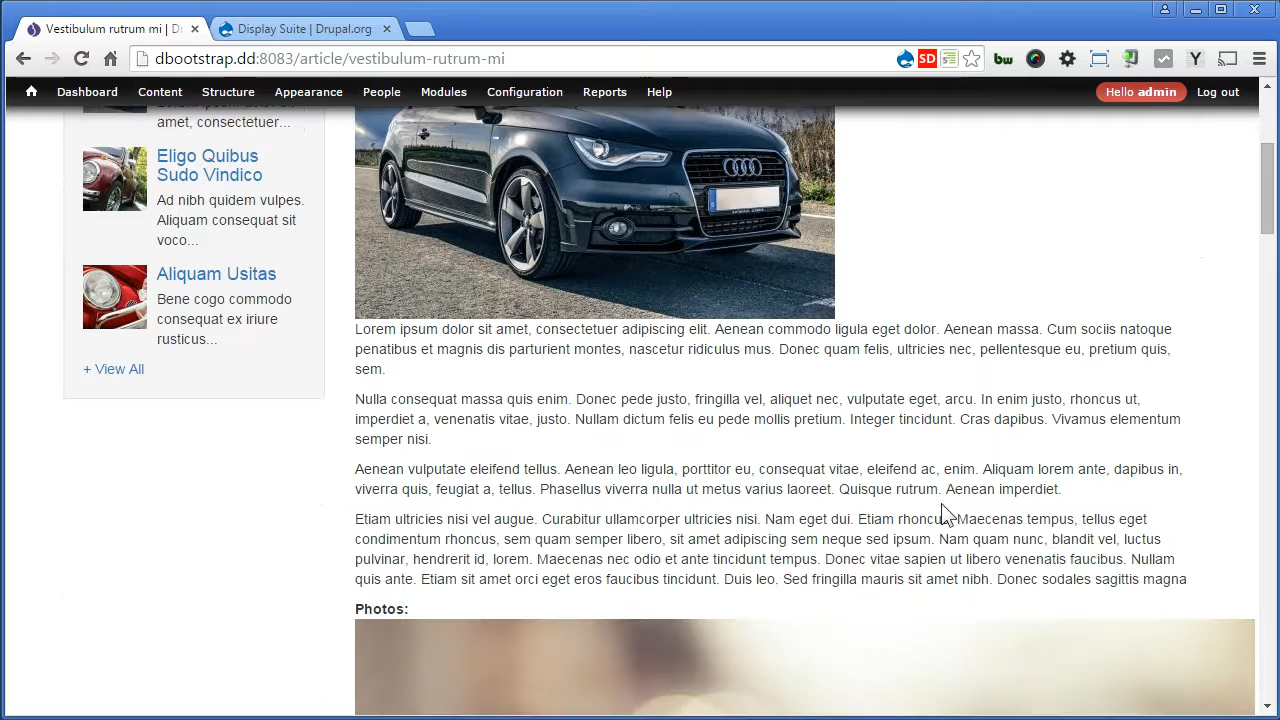 Vestibulum rutrum mi | D
Display Suite | Drupal.org
dbootstrap.dd:8083/article/vestibulum-rutrum-mi
SD
bw
Y
Dashboard Content Structure Appearance People Modules Configuration Reports Help
Hello admin Log out
amet, consectetuer...
Eligo Quibus
Sudo Vindico
Ad nibh quidem vulpes.
Aliquam consequat sit
voco...
Aliquam Usitas
Bene cogo commodo
consequat ex iriure
rusticus...
+ View All
Lorem ipsum dolor sit amet, consectetuer adipiscing elit. Aenean commodo ligula eget dolor. Aenean massa. Cum sociis natoque
penatibus et magnis dis parturient montes, nascetur ridiculus mus. Donec quam felis, ultricies nec, pellentesque eu, pretium quis,
sem.
Nulla consequat massa quis enim. Donec pede justo, fringilla vel, aliquet nec, vulputate eget, arcu. In enim justo, rhoncus ut,
imperdiet a, venenatis vitae, justo. Nullam dictum felis eu pede mollis pretium. Integer tincidunt. Cras dapibus. Vivamus elementum
semper nisi.
Aenean vulputate eleifend tellus. Aenean leo ligula, porttitor eu, consequat vitae, eleifend ac, enim. Aliquam lorem ante, dapibus in,
viverra quis, feugiat a, tellus. Phasellus viverra nulla ut metus varius laoreet. Quisque rutrum. Aenean imperdiet.
Etiam ultricies nisi vel augue. Curabitur ullamcorper ultricies nisi. Nam eget dui. Etiam rhoncus. Maecenas tempus, tellus eget
condimentum rhoncus, sem quam semper libero, sit amet adipiscing sem neque sed ipsum. Nam quam nunc, blandit vel, luctus
pulvinar, hendrerit id, lorem. Maecenas nec odio et ante tincidunt tempus. Donec vitae sapien ut libero venenatis faucibus. Nullam
quis ante. Etiam sit amet orci eget eros faucibus tincidunt. Duis leo. Sed fringilla mauris sit amet nibh. Donec sodales sagittis magna
Photos: